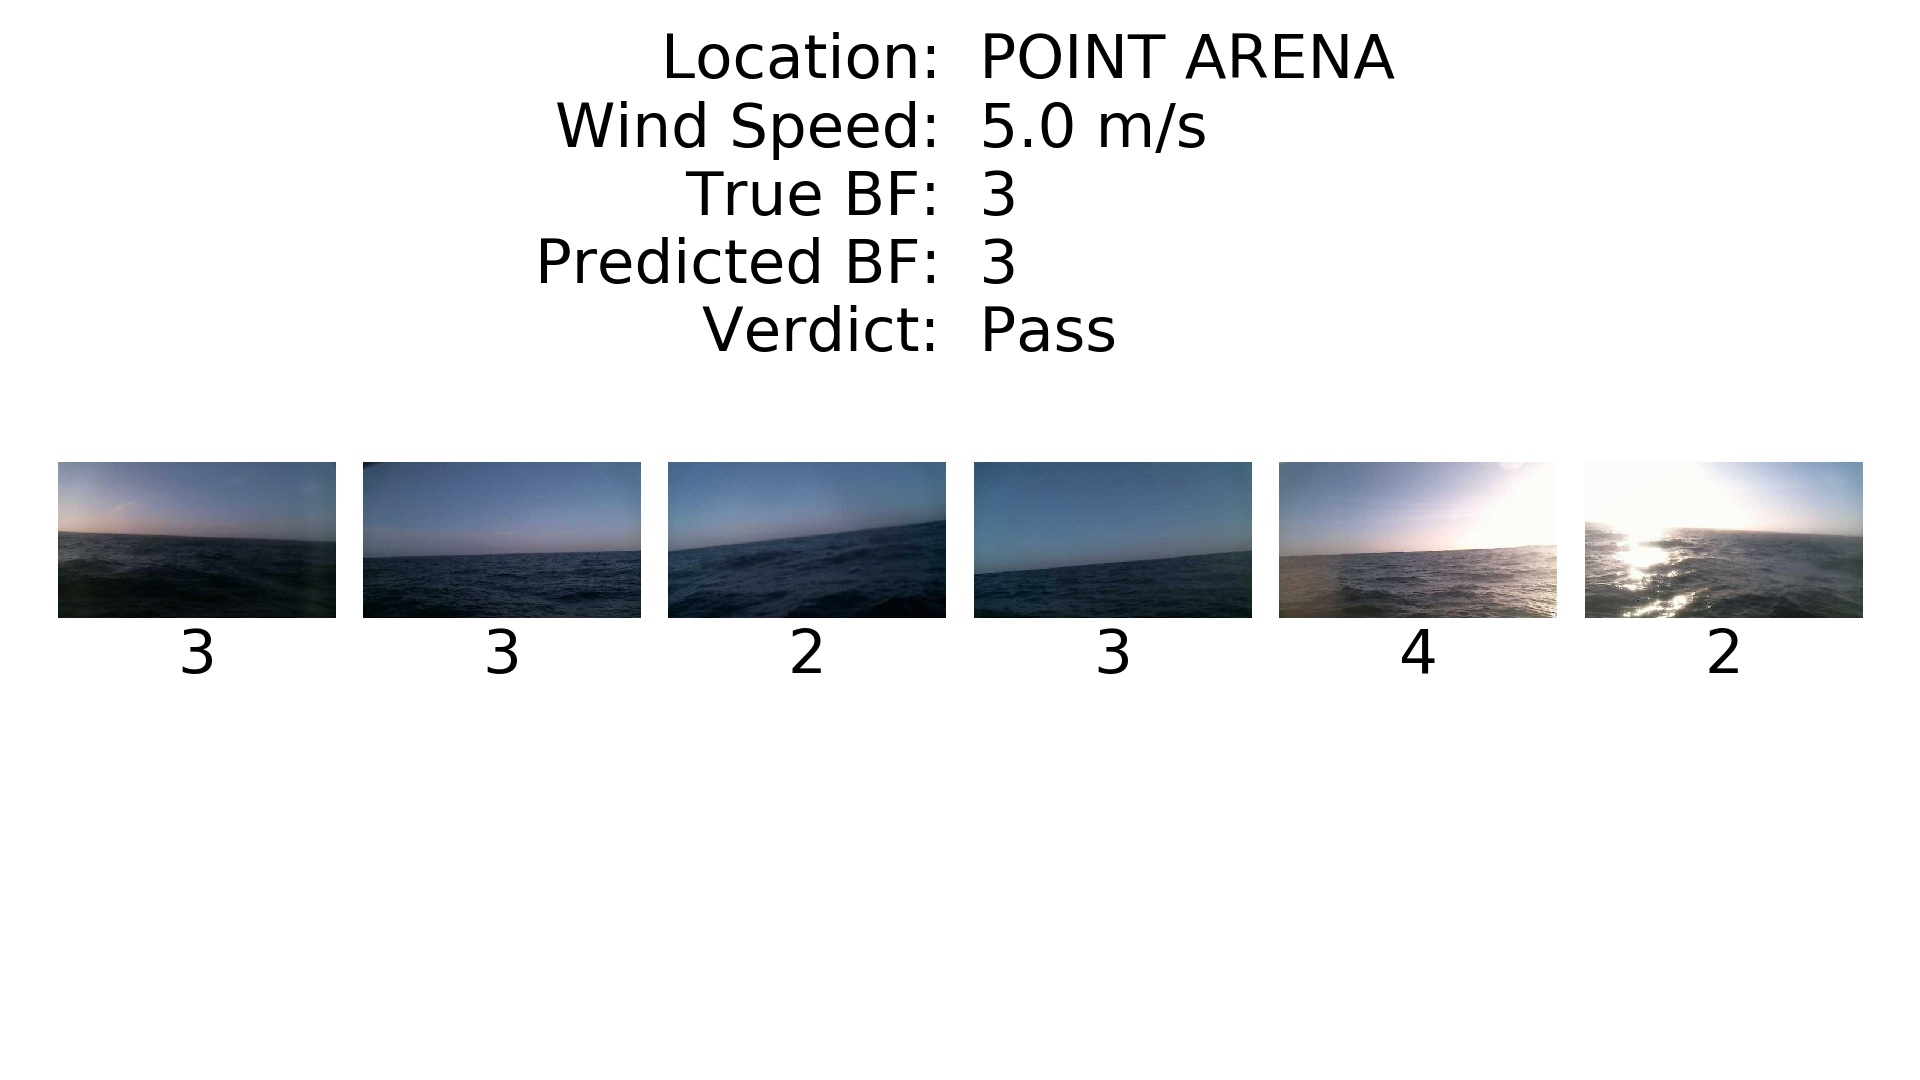 Location: POINT ARENA
Wind Speed: 5.0 m/s
True BF: 3
Predicted BF: 3
Verdict: Pass
3 3 2 3 4 2